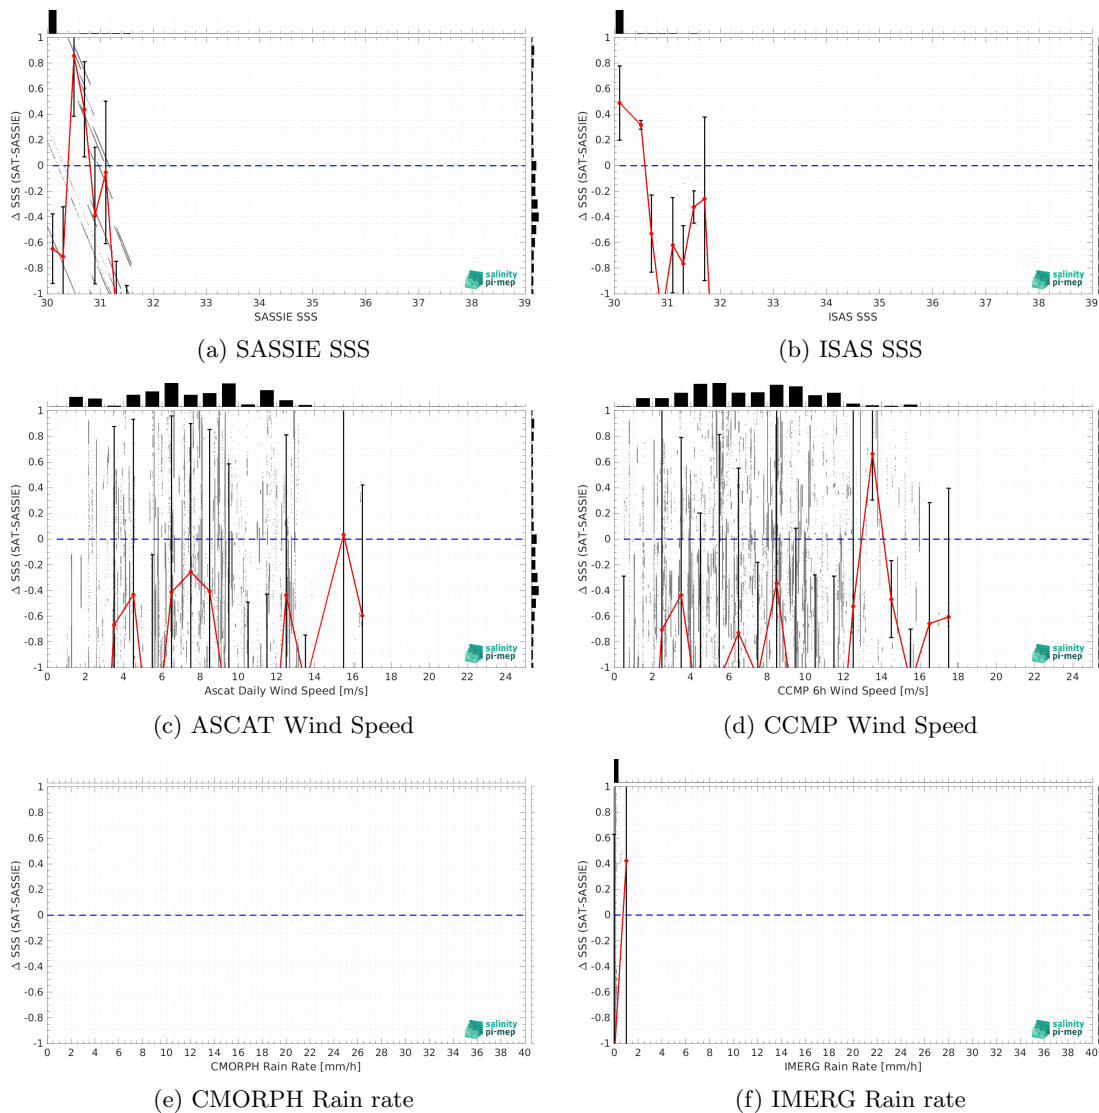 1
0.8
0.6
0.4
0.2
0
-0.2
-0.4
-0.6
-0.8
-1
Δ SSS (SAT-SASSIE)
salinity
pi-mep
30 31 32 33 34 35 36 37 38 39
SASSIE SSS
(a) SASSIE SSS
1
0.8
0.6
0.4
0.2
0
-0.2
-0.4
-0.6
-0.8
-1
Δ SSS (SAT-SASSIE)
salinity
pi-mep
30 31 32 33 34 35 36 37 38 39
ISAS SSS
(b) ISAS SSS
1
0.8
0.6
0.4
0.2
0
-0.2
-0.4
-0.6
-0.8
-1
Δ SSS (SAT-SASSIE)
salinity
pi-mep
0 2 4 6 8 10 12 14 16 18 20 22 24
Ascat Daily Wind Speed [m/s]
(c) ASCAT Wind Speed
1
0.8
0.6
0.4
0.2
0
-0.2
-0.4
-0.6
-0.8
-1
Δ SSS (SAT-SASSIE)
salinity
pi-mep
0 2 4 6 8 10 12 14 16 18 20 22 24
CCMP 6h Wind Speed [m/s]
(d) CCMP Wind Speed
1
0.8
0.6
0.4
0.2
0
-0.2
-0.4
-0.6
-0.8
-1
Δ SSS (SAT-SASSIE)
salinity
pi-mep
0 2 4 6 8 10 12 14 16 18 20 22 24 26 28 30 32 34 36 38 40
CMORPH Rain Rate [mm/h]
(e) CMORPH Rain rate
1
0.8
0.6
0.4
0.2
0
-0.2
-0.4
-0.6
-0.8
-1
Δ SSS (SAT-SASSIE)
salinity
pi-mep
0 2 4 6 8 10 12 14 16 18 20 22 24 26 28 30 32 34 36 38 40
IMERG Rain Rate [mm/h]
(f) IMERG Rain rate